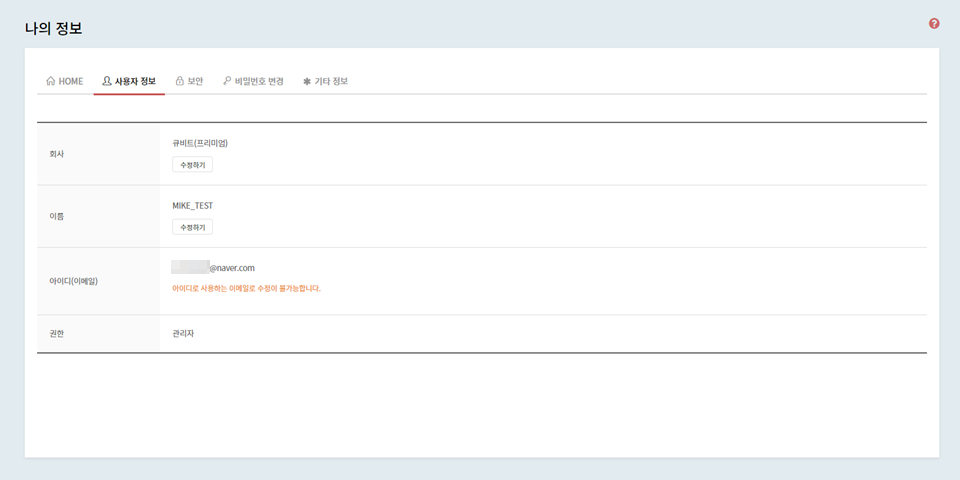 나의 정보
?
HOME 사용자 정보 보안 비밀번호 변경 기타 정보
회사
큐비트(프리미엄)
수정하기
이름
MIKE_TEST
수정하기
아이디(이메일)
@naver.com
아이디로 사용하는 이메일로 수정이 불가능합니다.
권한
관리자